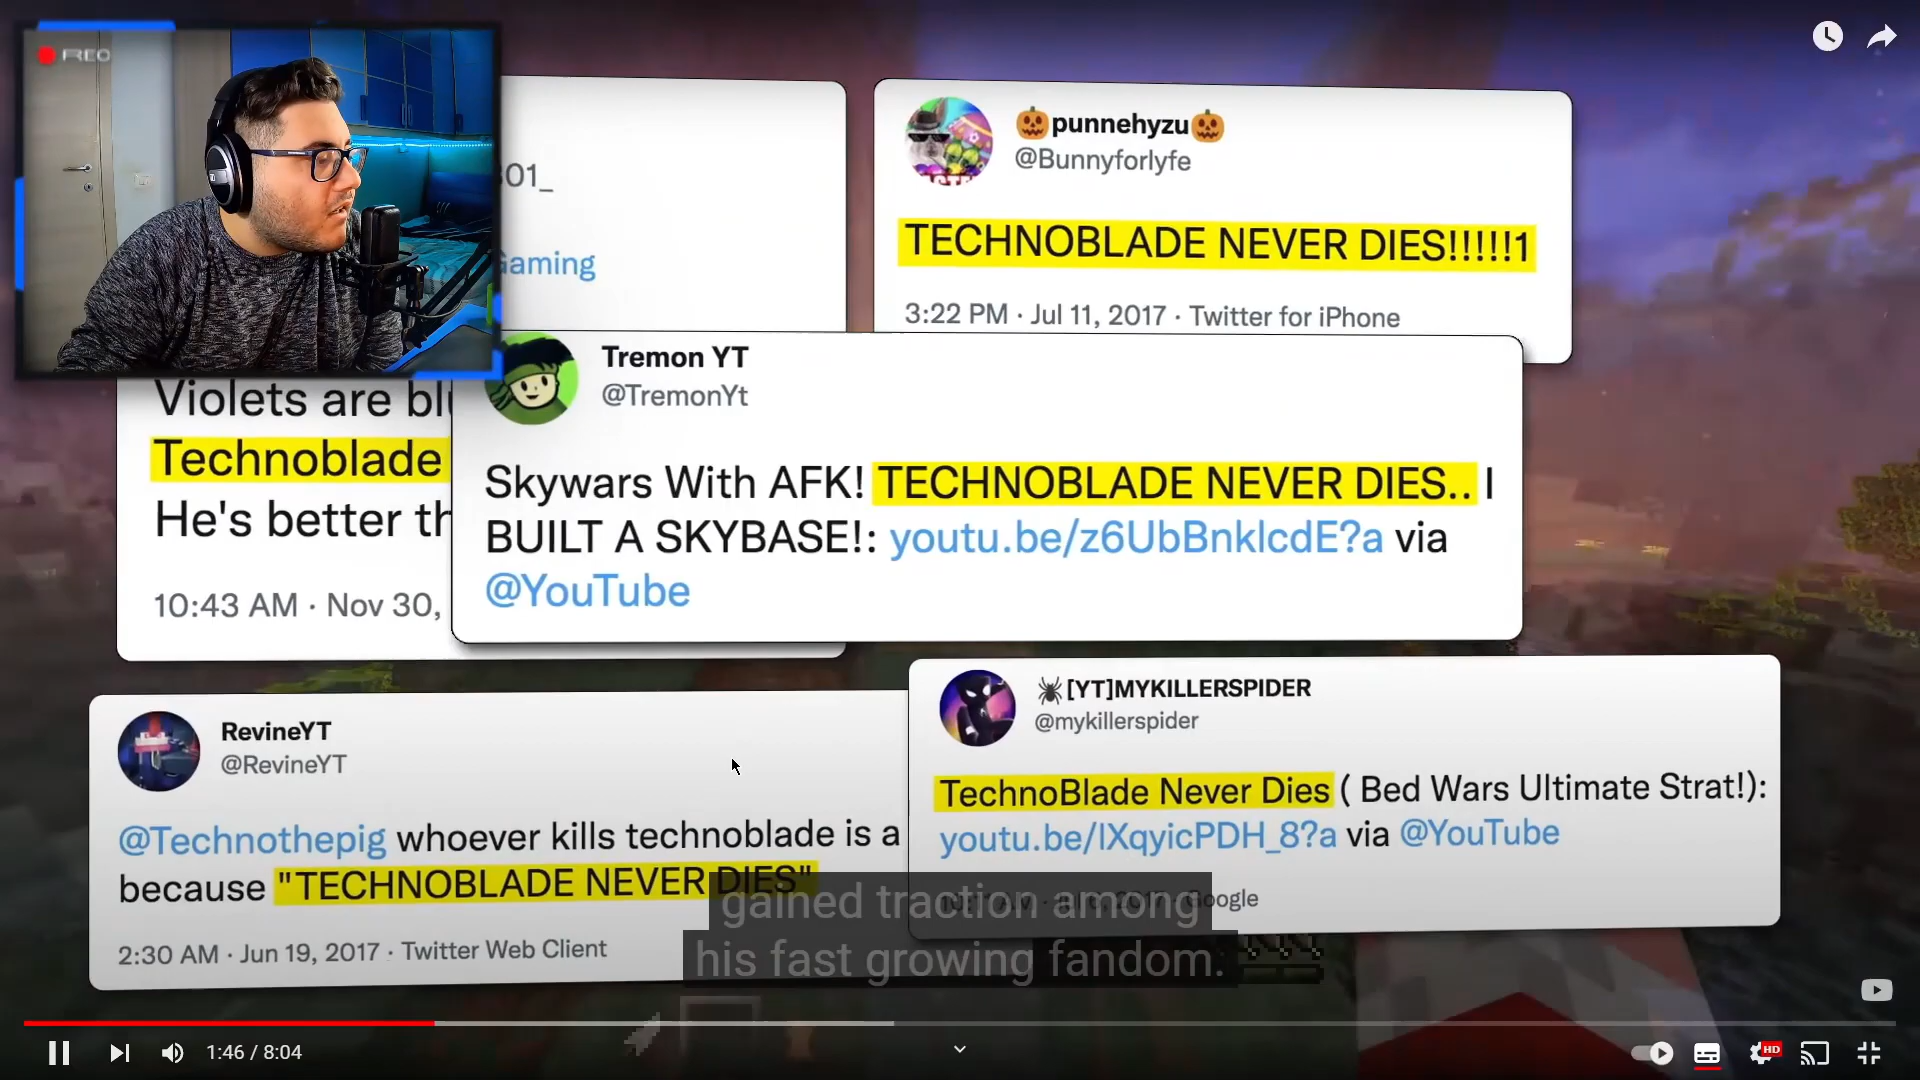 REC
01_
Gaming
🎃punnehyzu🎃
@Bunnyforlyfe
TECHNOBLADE NEVER DIES!!!!!1
3:22 PM · Jul 11, 2017 · Twitter for iPhone
Violets are bl
Technoblade
He's better th
10:43 AM · Nov 30,
Tremon YT
@TremonYt
Skywars With AFK! TECHNOBLADE NEVER DIES.. I
BUILT A SKYBASE!: youtu.be/z6UbBnklcdE?a via
@YouTube
RevineYT
@RevineYT
@Technothepig whoever kills technoblade is a
because "TECHNOBLADE NEVER DIES"
2:30 AM · Jun 19, 2017 · Twitter Web Client
🕷[YT]MYKILLERSPIDER
@mykillerspider
TechnoBlade Never Dies ( Bed Wars Ultimate Strat!):
youtu.be/lXqyicPDH_8?a via @YouTube
Google
gained traction among
his fast growing fandom.
1:46 / 8:04
HD